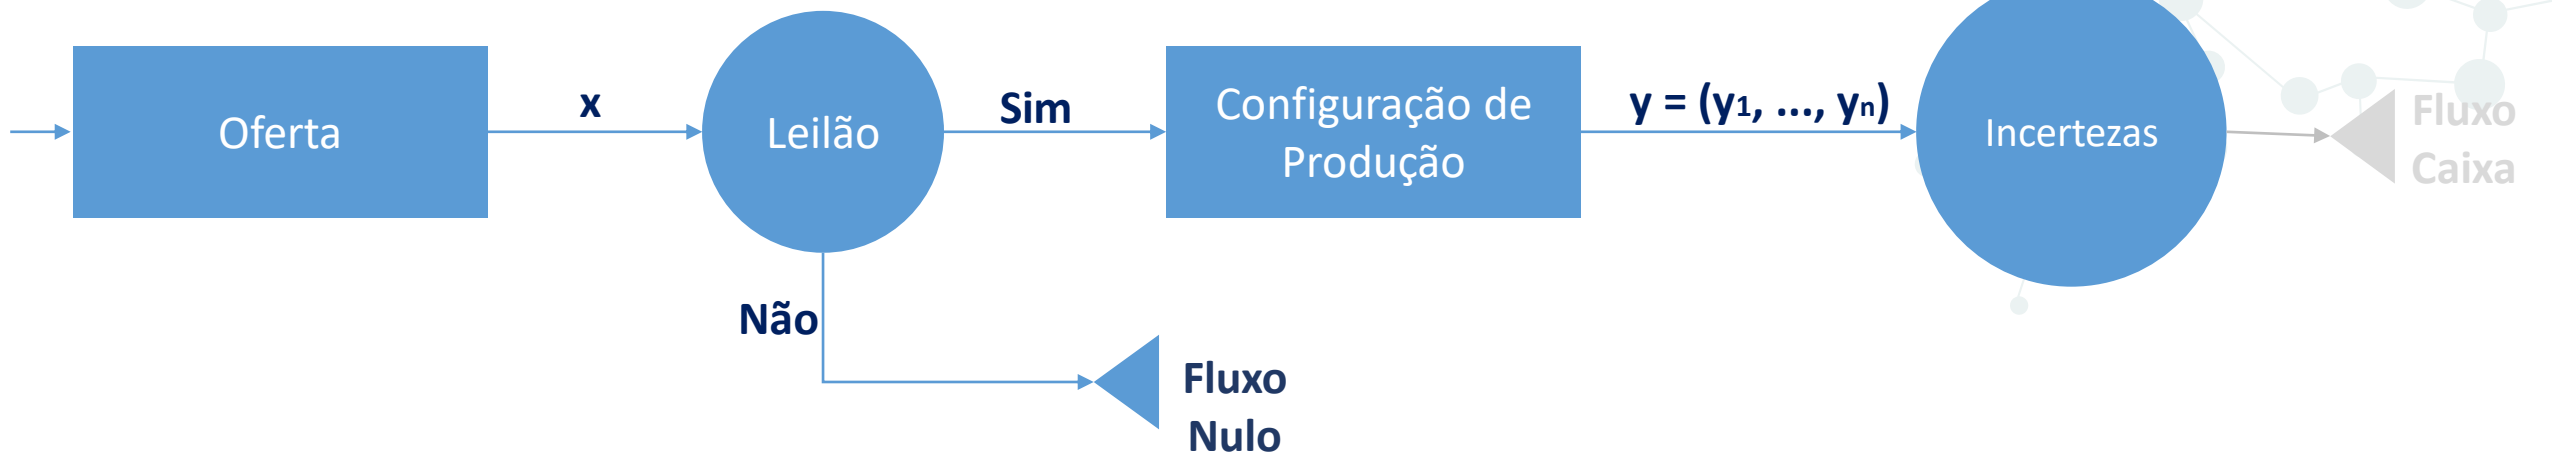 Oferta
x
Leilão
Sim
Configuração de
Produção
y = (y1, ..., yn)
Incertezas
Fluxo
Caixa
Não
Fluxo
Nulo